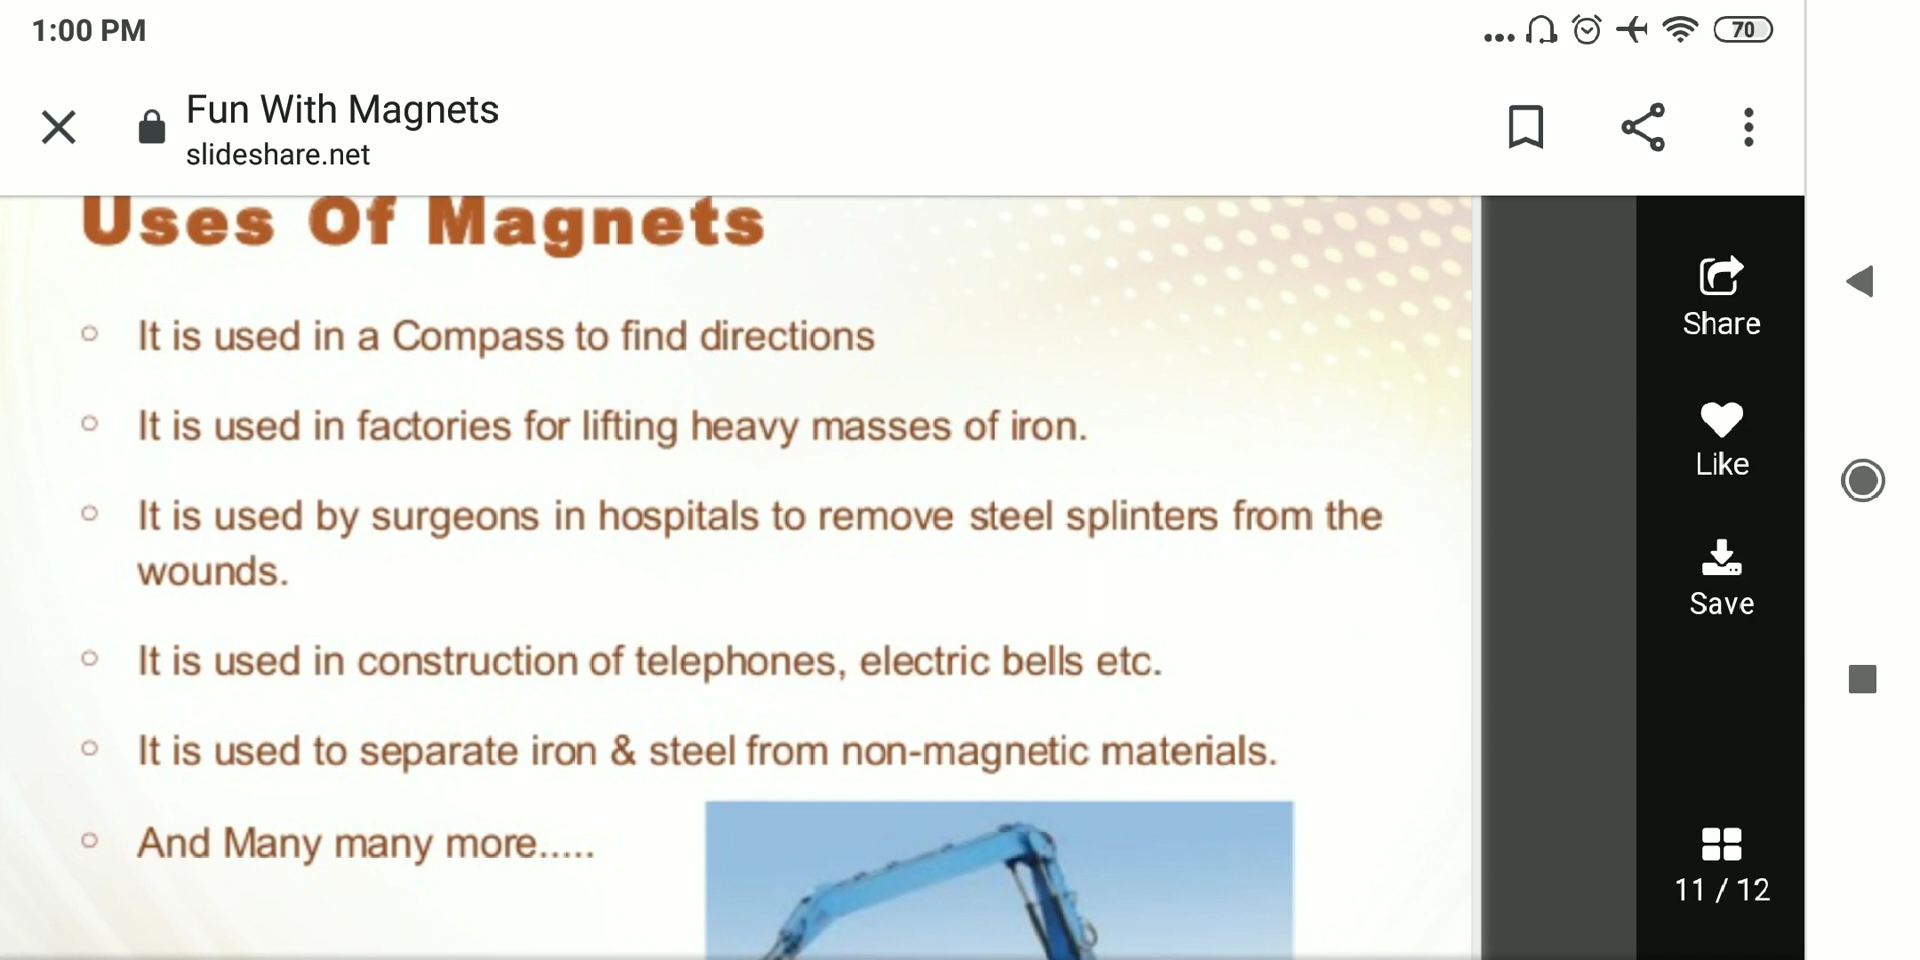 1:00 PM
70
Fun With Magnets
slideshare.net
Uses Of Magnets
It is used in a Compass to find directions
It is used in factories for lifting heavy masses of iron.
It is used by surgeons in hospitals to remove steel splinters from the
wounds.
It is used in construction of telephones, electric bells etc.
It is used to separate iron & steel from non-magnetic materials.
And Many many more.....
Share
Like
Save
11 / 12